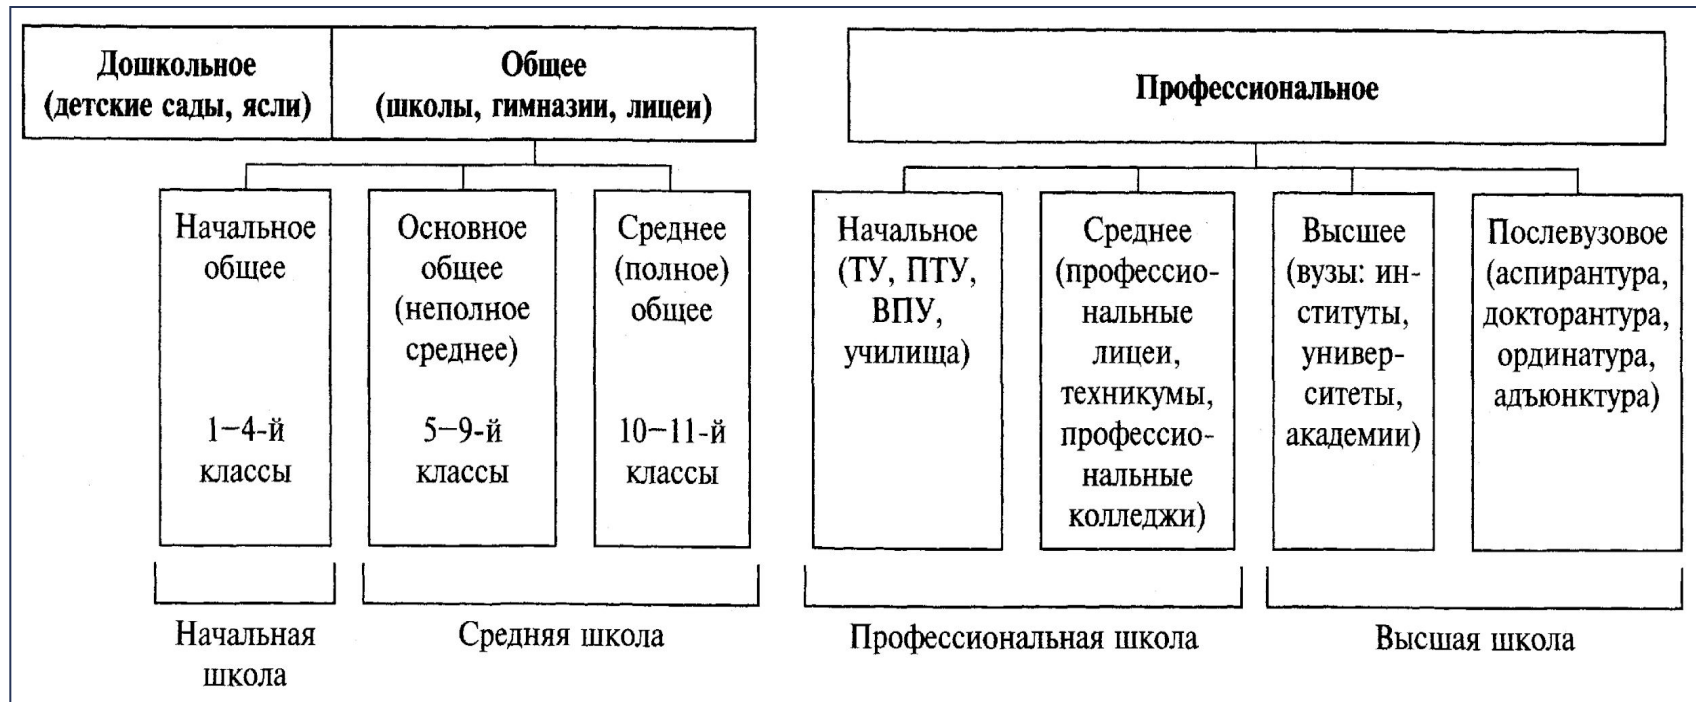 Дошкольное
(детские сады, ясли)
Общее
(школы, гимназии, лицеи)
Профессиональное
Начальное
общее
1−4-й
классы
Основное
общее
(неполное
среднее)
5−9-й
классы
Среднее
(полное)
общее
10−11-й
классы
Начальное
(ТУ, ПТУ,
ВПУ,
училища)
Среднее
(профессио-
нальные
лицеи,
техникумы,
профессио-
нальные
колледжи)
Высшее
(вузы: ин-
ституты,
универ-
ситеты,
академии)
Послевузовое
(аспирантура,
докторантура,
ординатура,
адъюнктура)
Начальная
школа
Средняя школа
Профессиональная школа
Высшая школа